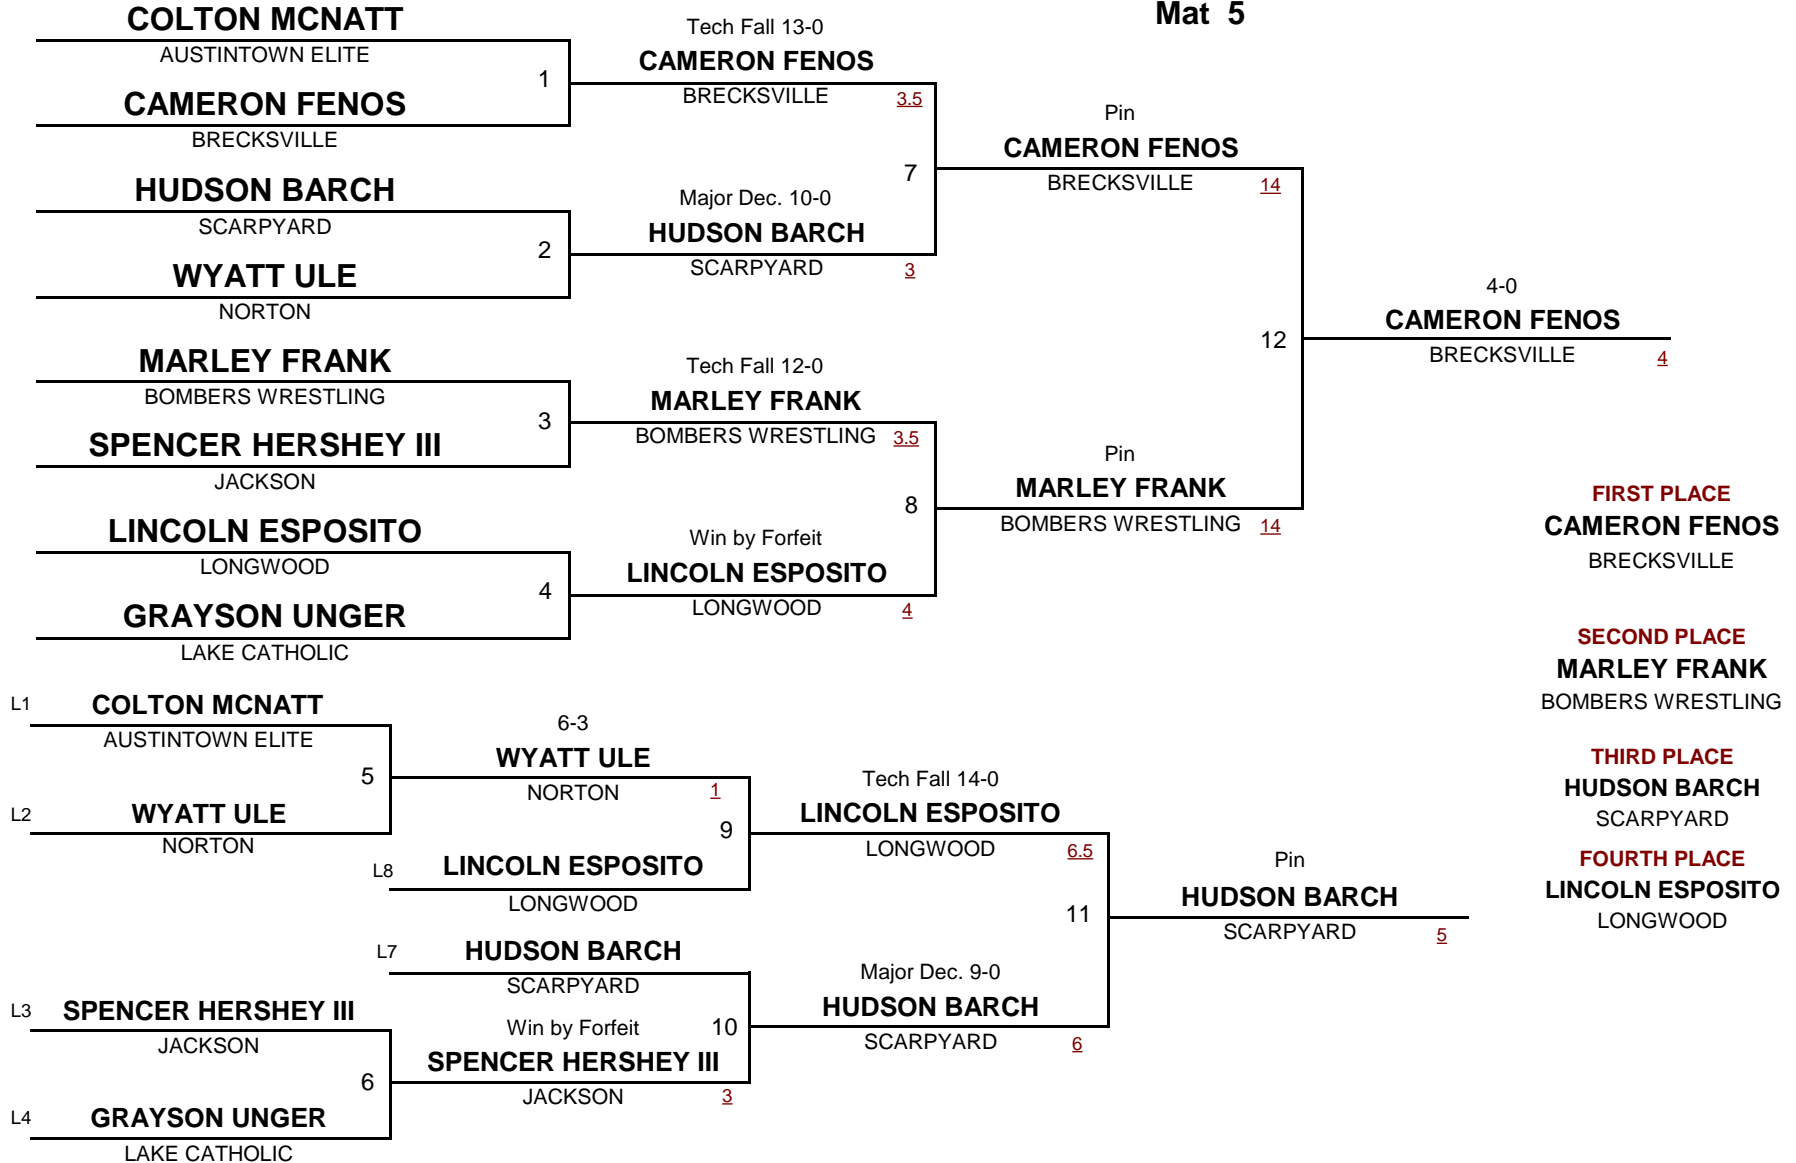 Mat 5
COLTON MCNATT
AUSTINTOWN ELITE
1
CAMERON FENOS
BRECKSVILLE
HUDSON BARCH
SCARPYARD
2
WYATT ULE
NORTON
MARLEY FRANK
BOMBERS WRESTLING
3
SPENCER HERSHEY III
JACKSON
LINCOLN ESPOSITO
LONGWOOD
4
GRAYSON UNGER
LAKE CATHOLIC
Tech Fall 13-0
CAMERON FENOS
BRECKSVILLE 3.5
7
Major Dec. 10-0
HUDSON BARCH
SCARPYARD 3
Tech Fall 12-0
MARLEY FRANK
BOMBERS WRESTLING 3.5
8
Win by Forfeit
LINCOLN ESPOSITO
LONGWOOD 4
Pin
CAMERON FENOS
BRECKSVILLE 14
12
Pin
MARLEY FRANK
BOMBERS WRESTLING 14
4-0
CAMERON FENOS
BRECKSVILLE 4
FIRST PLACE
CAMERON FENOS
BRECKSVILLE
SECOND PLACE
MARLEY FRANK
BOMBERS WRESTLING
THIRD PLACE
HUDSON BARCH
SCARPYARD
FOURTH PLACE
LINCOLN ESPOSITO
LONGWOOD
L1 COLTON MCNATT
AUSTINTOWN ELITE
5
L2 WYATT ULE
NORTON
L3 SPENCER HERSHEY III
JACKSON
6
L4 GRAYSON UNGER
LAKE CATHOLIC
6-3
WYATT ULE
NORTON 1
9
L8 LINCOLN ESPOSITO
LONGWOOD
L7 HUDSON BARCH
SCARPYARD
Win by Forfeit 10
SPENCER HERSHEY III
JACKSON 3
Tech Fall 14-0
LINCOLN ESPOSITO
LONGWOOD 6.5
11
Major Dec. 9-0
HUDSON BARCH
SCARPYARD 6
Pin
HUDSON BARCH
SCARPYARD 5